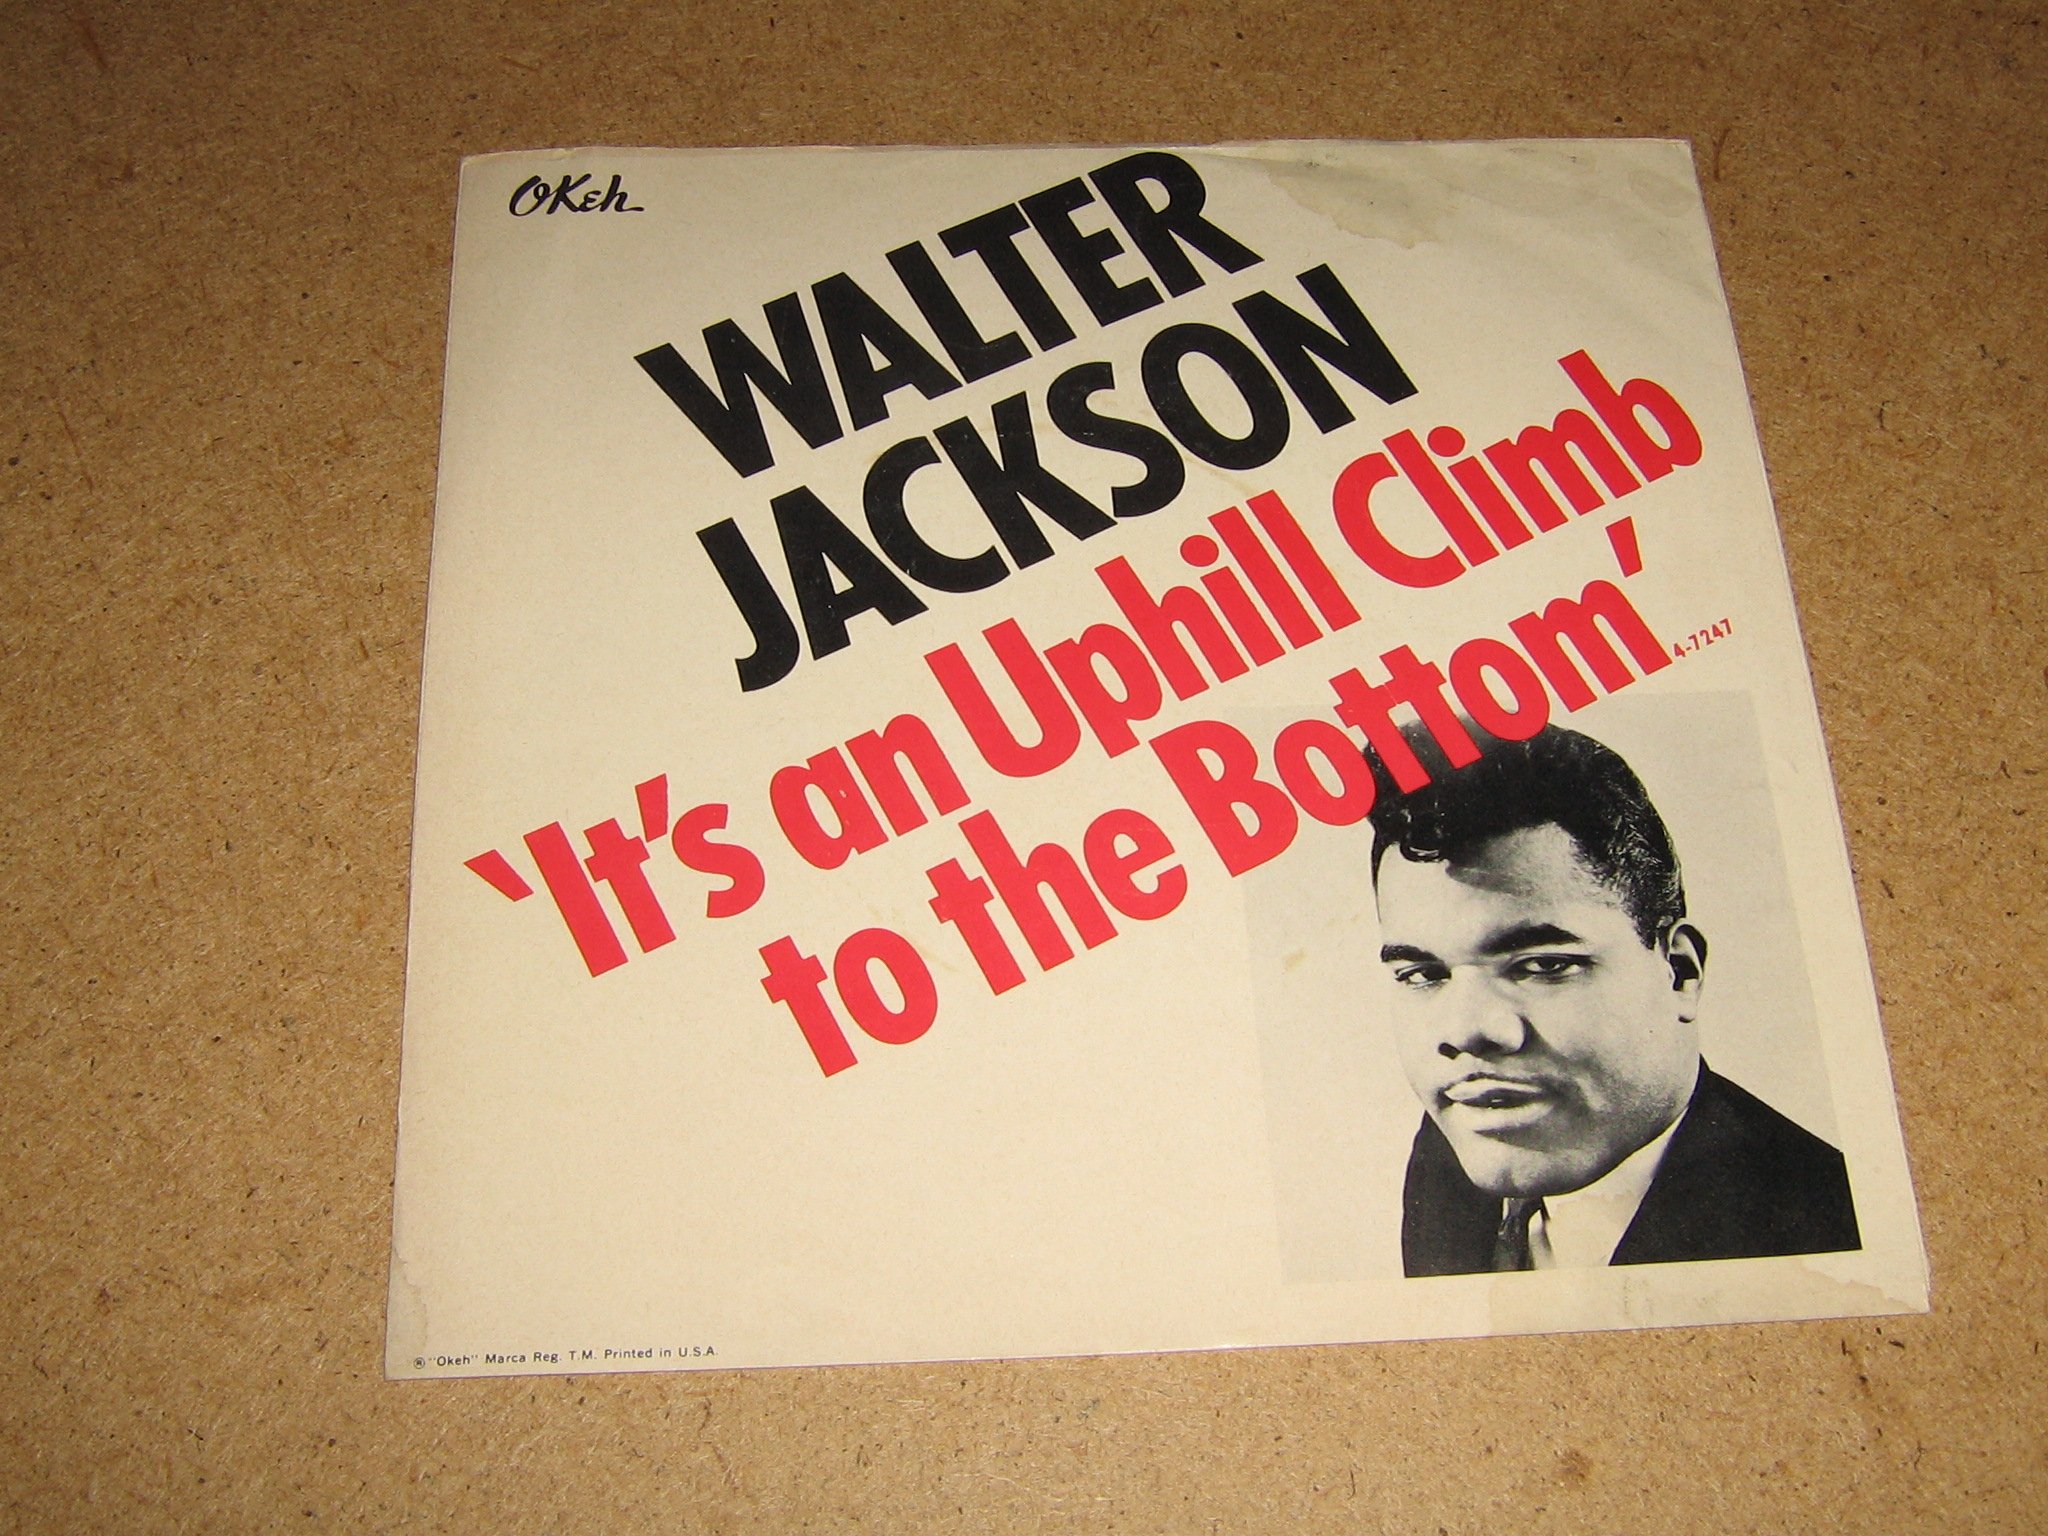 OKeh
WALTER
JACKSON
'It's an Uphill Climb
to the Bottom'
4-7247
® "Okeh" Marca Reg. T.M. Printed in U.S.A.